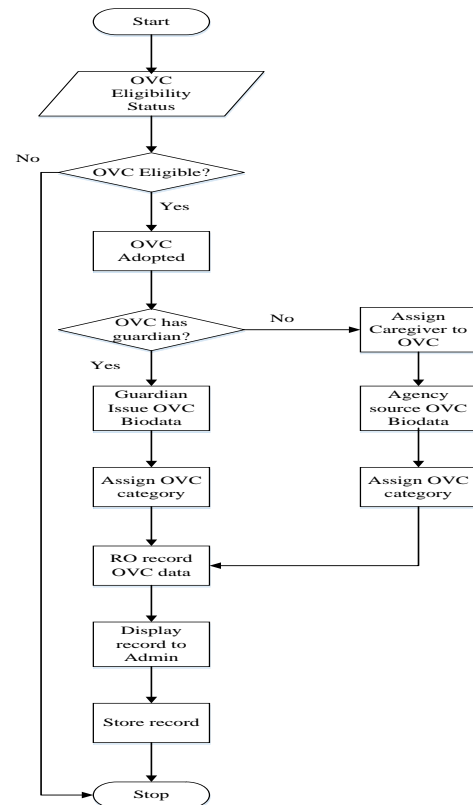 Start
OVC
Eligibility
Status
No
OVC Eligible?
Yes
OVC
Adopted
OVC has
guardian?
No
Assign
Caregiver to
OVC
Yes
Guardian
Issue OVC
Biodata
Agency
source OVC
Biodata
Assign OVC
category
Assign OVC
category
RO record
OVC data
Display
record to
Admin
Store record
Stop